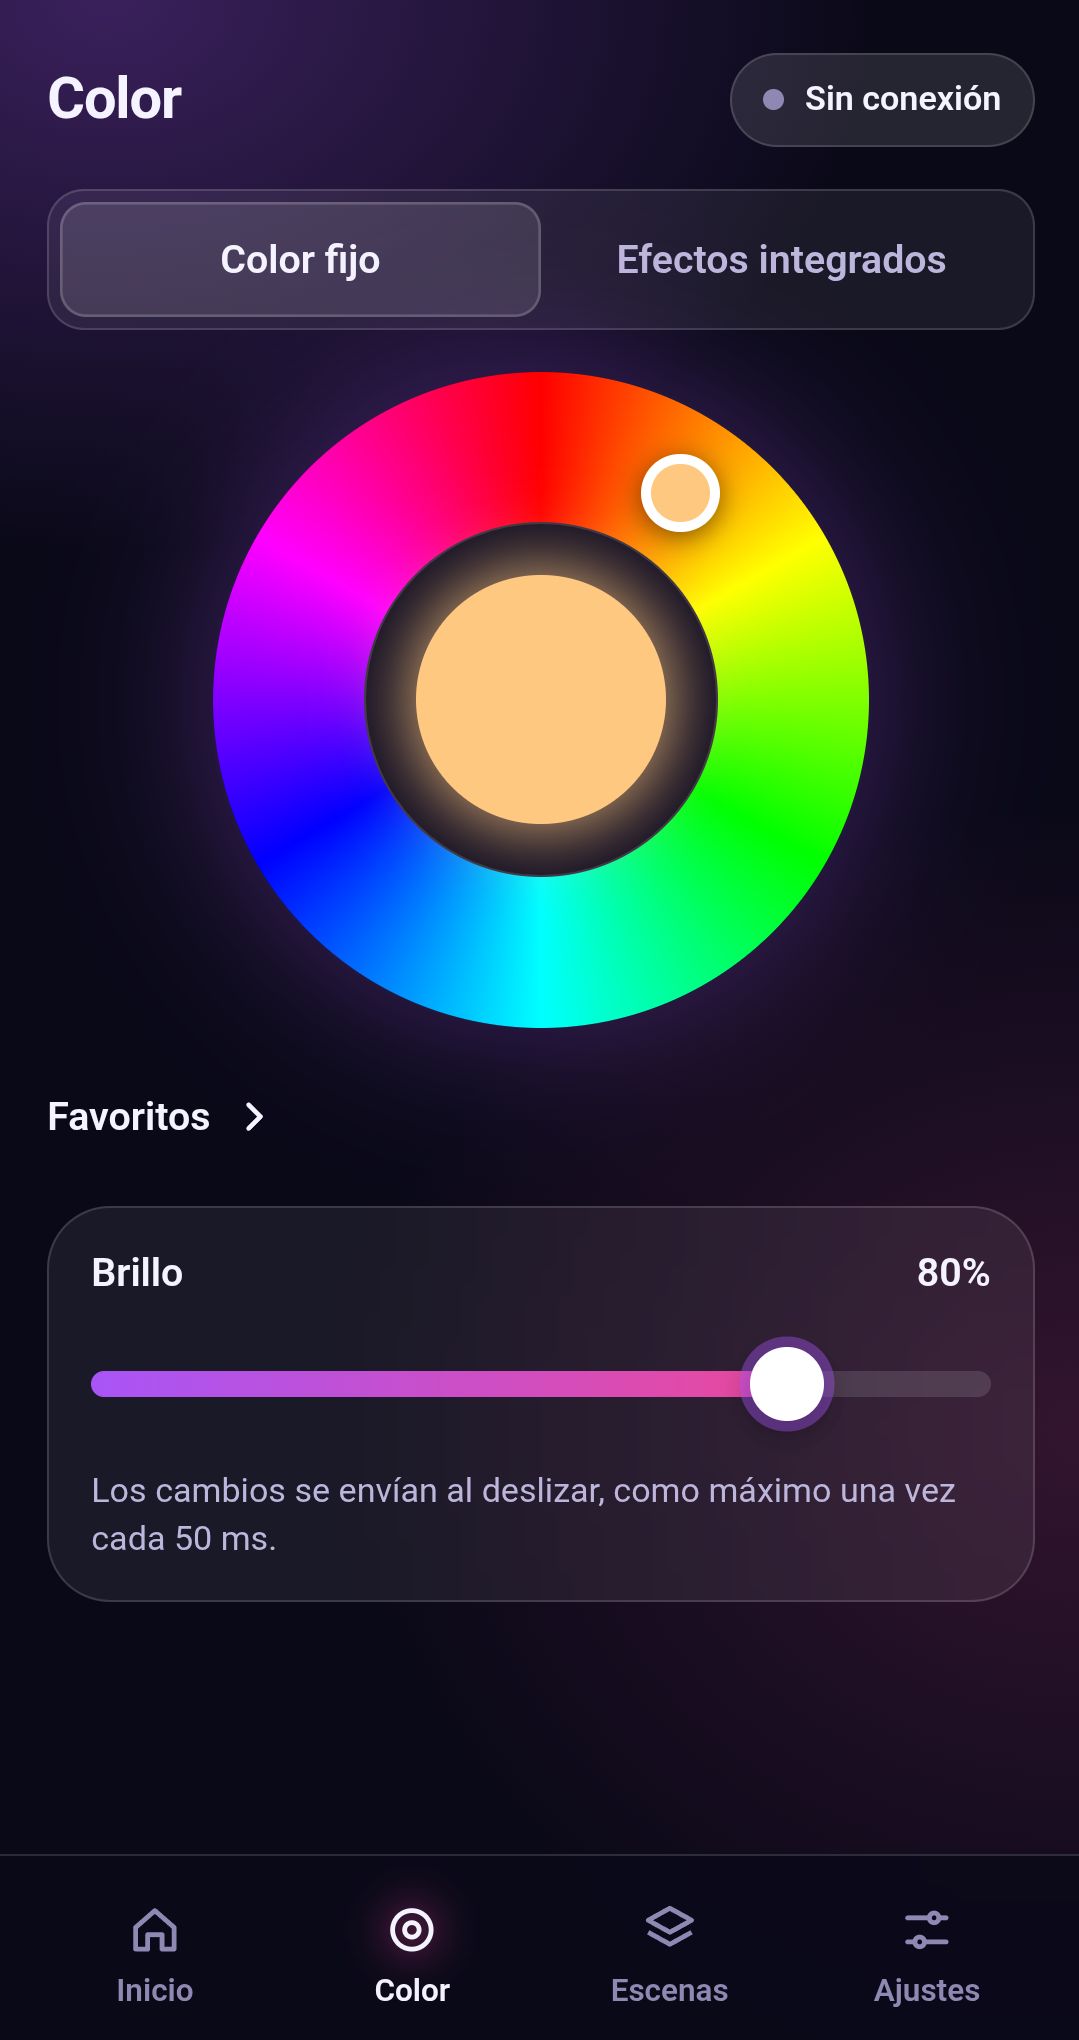 Color
Sin conexión
Color fijo
Efectos integrados
Favoritos
Brillo
80%
Los cambios se envían al deslizar, como máximo una vez
cada 50 ms.
Inicio
Color
Escenas
Ajustes